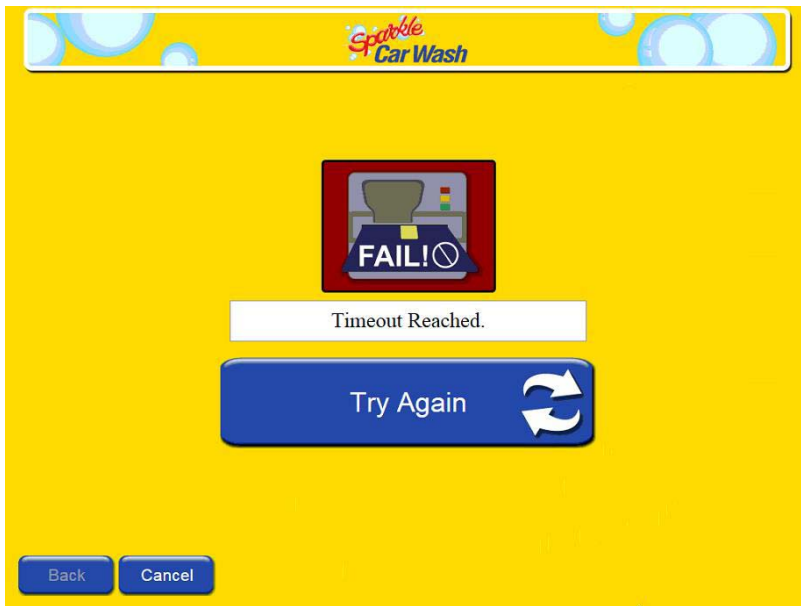 Sparkle
Car Wash
FAIL!
Timeout Reached.
Try Again
Back
Cancel